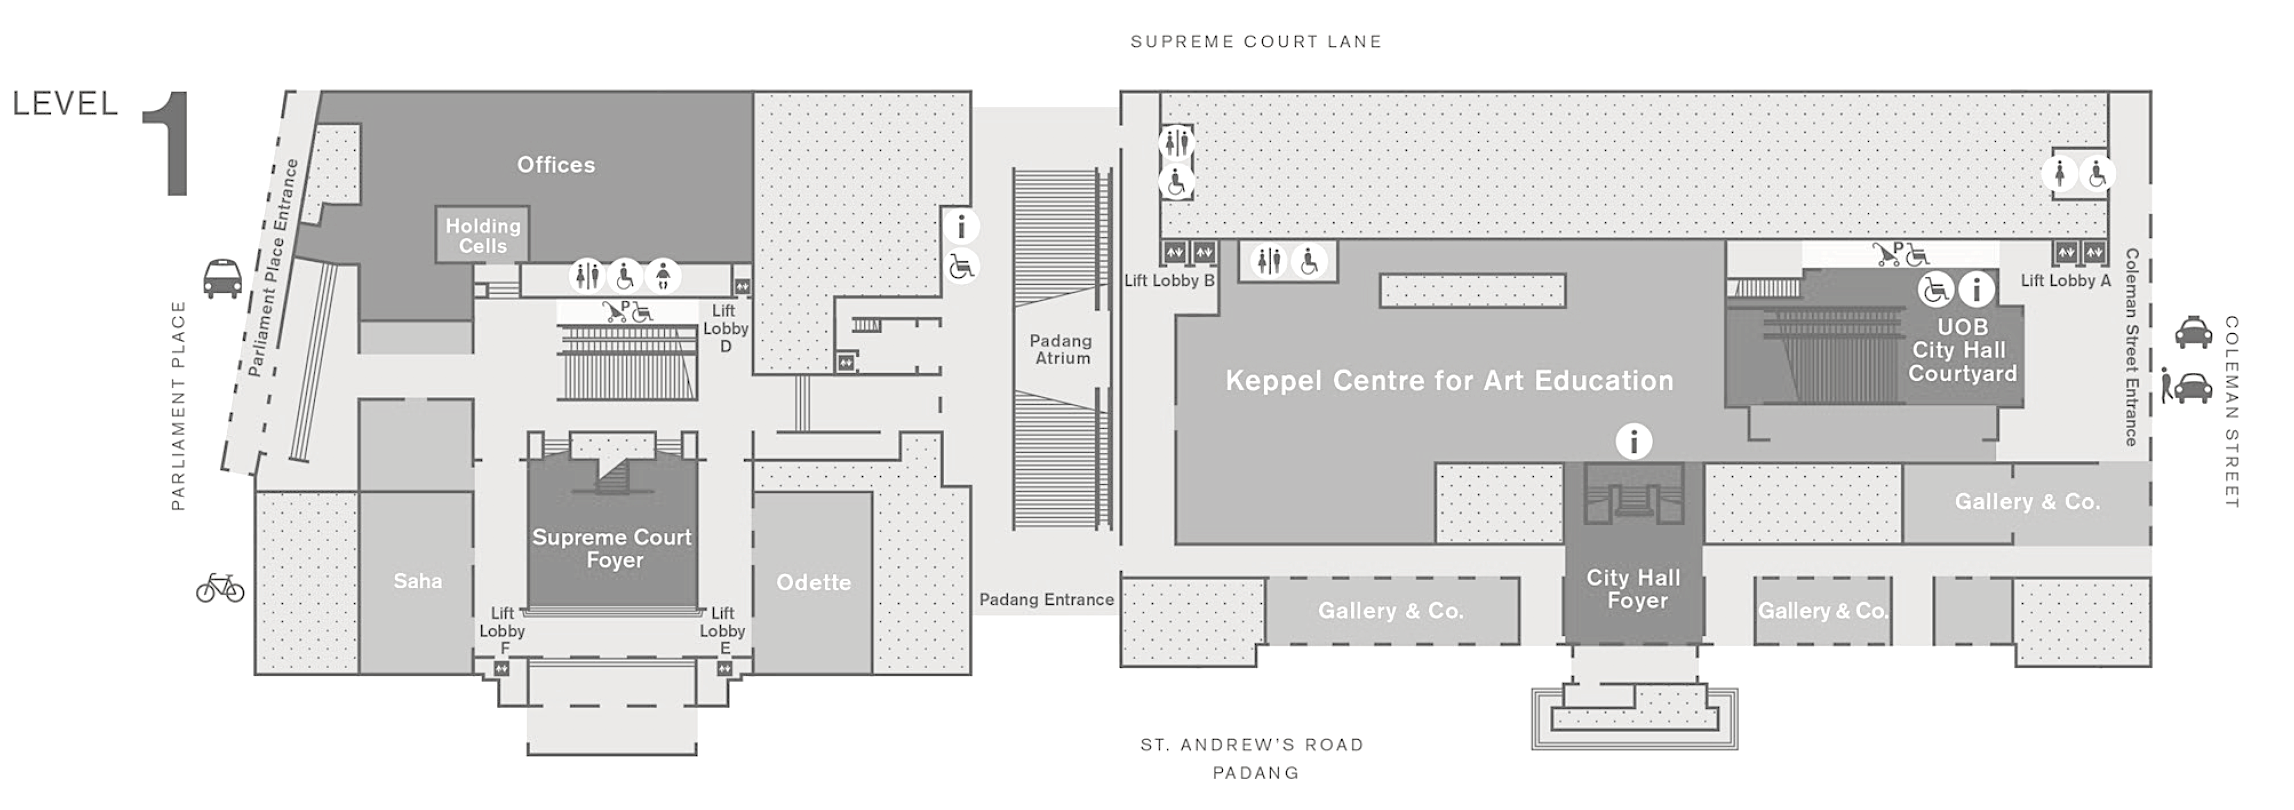 SUPREME COURT LANE
LEVEL 1
Offices
Holding
Cells
Parliament Place Entrance
PARLIAMENT PLACE
P
Lift
Lobby
D
Supreme Court
Foyer
Saha
Odette
Lift
Lobby
F
Lift
Lobby
E
i
Padang
Atrium
Padang Entrance
Lift Lobby B
Keppel Centre for Art Education
i
P
i
UOB
City Hall
Courtyard
Lift Lobby A
Coleman Street Entrance
COLEMAN STREET
Gallery & Co.
City Hall
Foyer
Gallery & Co.
Gallery & Co.
ST. ANDREW'S ROAD
PADANG